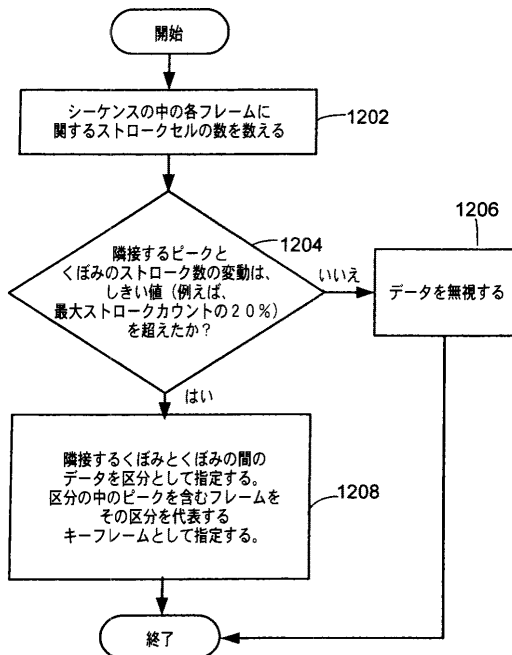 開始
シーケンスの中の各フレームに
関するストロークセルの数を数える
1202
隣接するピークと
くぼみのストローク数の変動は、
しきい値（例えば、
最大ストロークカウントの２０％）
を超えたか？
1204
いいえ
1206
データを無視する
はい
隣接するくぼみとくぼみの間の
データを区分として指定する。
区分の中のピークを含むフレームを
その区分を代表する
キーフレームとして指定する。
1208
終了